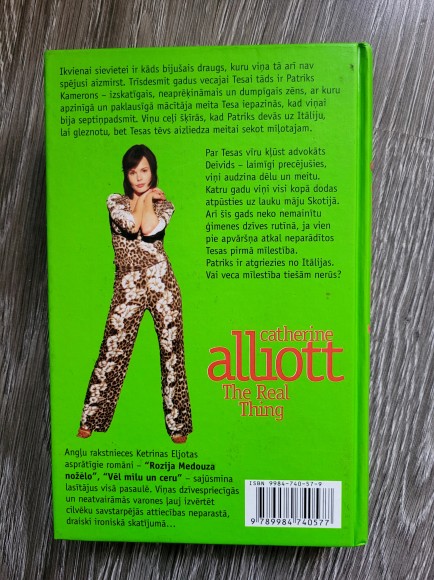 Ikvienai sievietei ir kāds bijušais draugs, kuru viņa tā arī nav
spējusi aizmirst. Trīsdesmit gadus vecajai Tesai tāds ir Patriks
Kamerons – izskatīgais, neaprēķināmais un dumpīgais zēns, ar kuru
apzinīgā un paklausīgā mācītāja meita Tesa iepazinās, kad viņai
bija septiņpadsmit. Viņu ceļi šķīrās, kad Patriks devās uz Itāliju,
lai gleznotu, bet Tesas tēvs aizliedza meitai sekot mīļotajam.
Par Tesas vīru kļūst advokāts
Deivids – laimīgi precējušies,
viņi audzina dēlu un meitu.
Katru gadu viņi visi kopā dodas
atpūsties uz lauku māju Skotijā.
Arī šis gads neko nemainītu
ģimenes dzīves rutīnā, ja vien
pie apvāršņa atkal neparādītos
Tesas pirmā mīlestība.
Patriks ir atgriezies no Itālijas.
Vai veca mīlestība tiešām nerūs?
catherine
alliott
The Real
Thing
Angļu rakstnieces Ketrinas Eljotas
asprātīgie romāni – "Rozija Medouza
nožēlo", "Vēl mīlu un ceru" – sajūsmina
lasītājus visā pasaulē. Viņas dzīvespriecīgās
un neatvairāmās varones ļauj izvērtēt
cilvēku savstarpējās attiecības neparastā,
draiski ironiskā skatījumā...
ISBN 9984-740-57-9
9 789984 740577